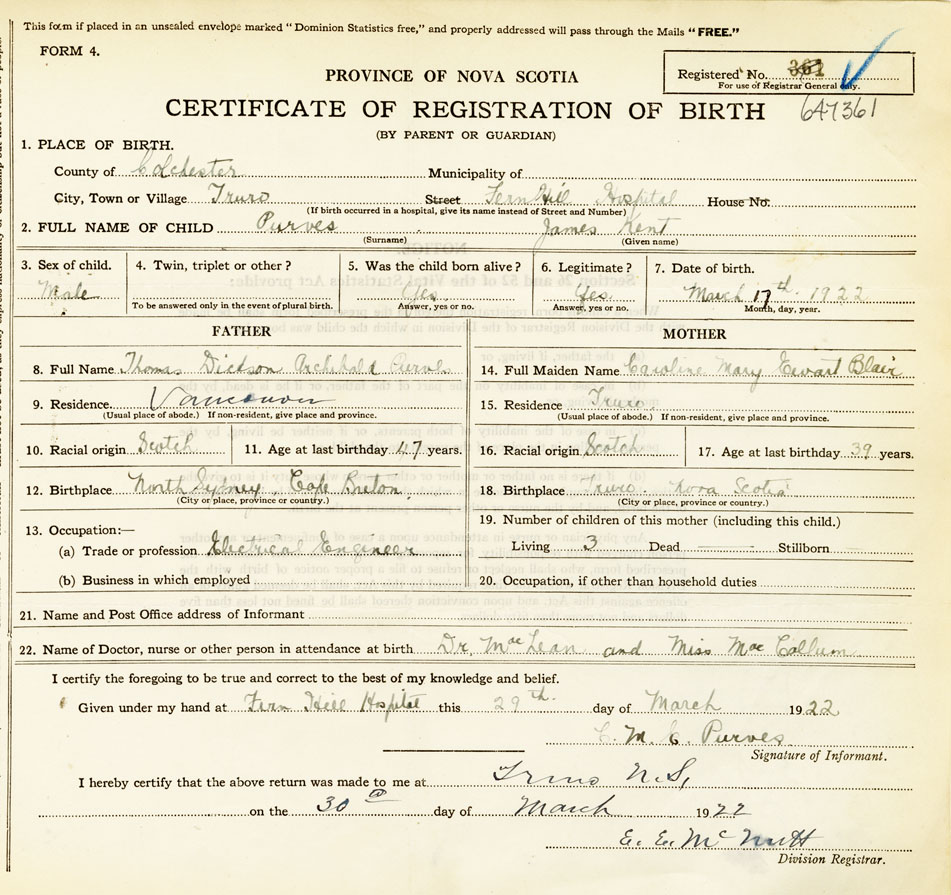 This form if placed in an unsealed envelope marked "Dominion Statistics free," and properly addressed will pass through the Mails "FREE."
FORM 4.
Registered No. 361
For use of Registrar General only.
PROVINCE OF NOVA SCOTIA
CERTIFICATE OF REGISTRATION OF BIRTH 647361
(BY PARENT OR GUARDIAN)
1. PLACE OF BIRTH.
County of Colchester Municipality of
City, Town or Village Truro Street Fern Hill Hospital House No.
(If birth occurred in a hospital, give its name instead of Street and Number)
2. FULL NAME OF CHILD Purves James Kent
(Surname) (Given name)
3. Sex of child. 4. Twin, triplet or other? 5. Was the child born alive? 6. Legitimate? 7. Date of birth.
Male Yes Yes March 17th 1922
To be answered only in the event of plural birth. Answer, yes or no. Answer, yes or no. Month, day, year.
FATHER
8. Full Name Thomas Dickson Archibald Purves
9. Residence Vancouver
(Usual place of abode.) If non-resident, give place and province.
10. Racial origin Scotch 11. Age at last birthday 47 years.
12. Birthplace North Sydney, Cape Breton
(City or place, province or country.)
13. Occupation:—
(a) Trade or profession Electrical Engineer
(b) Business in which employed
MOTHER
14. Full Maiden Name Caroline Mary Ewart Blair
15. Residence Truro
(Usual place of abode.) If non-resident, give place and province.
16. Racial origin Scotch 17. Age at last birthday 39 years.
18. Birthplace Truro. Nova Scotia
(City or place, province or country.)
19. Number of children of this mother (including this child.)
Living 3 Dead Stillborn
20. Occupation, if other than household duties
21. Name and Post Office address of Informant
22. Name of Doctor, nurse or other person in attendance at birth Dr. MacLean and Miss MacCallum
I certify the foregoing to be true and correct to the best of my knowledge and belief.
Given under my hand at Fern Hill Hospital this 29th day of March 1922
C. M. E. Purves
Signature of Informant.
I hereby certify that the above return was made to me at Truro N.S,
on the 30th day of March 1922
E. E. McNutt
Division Registrar.